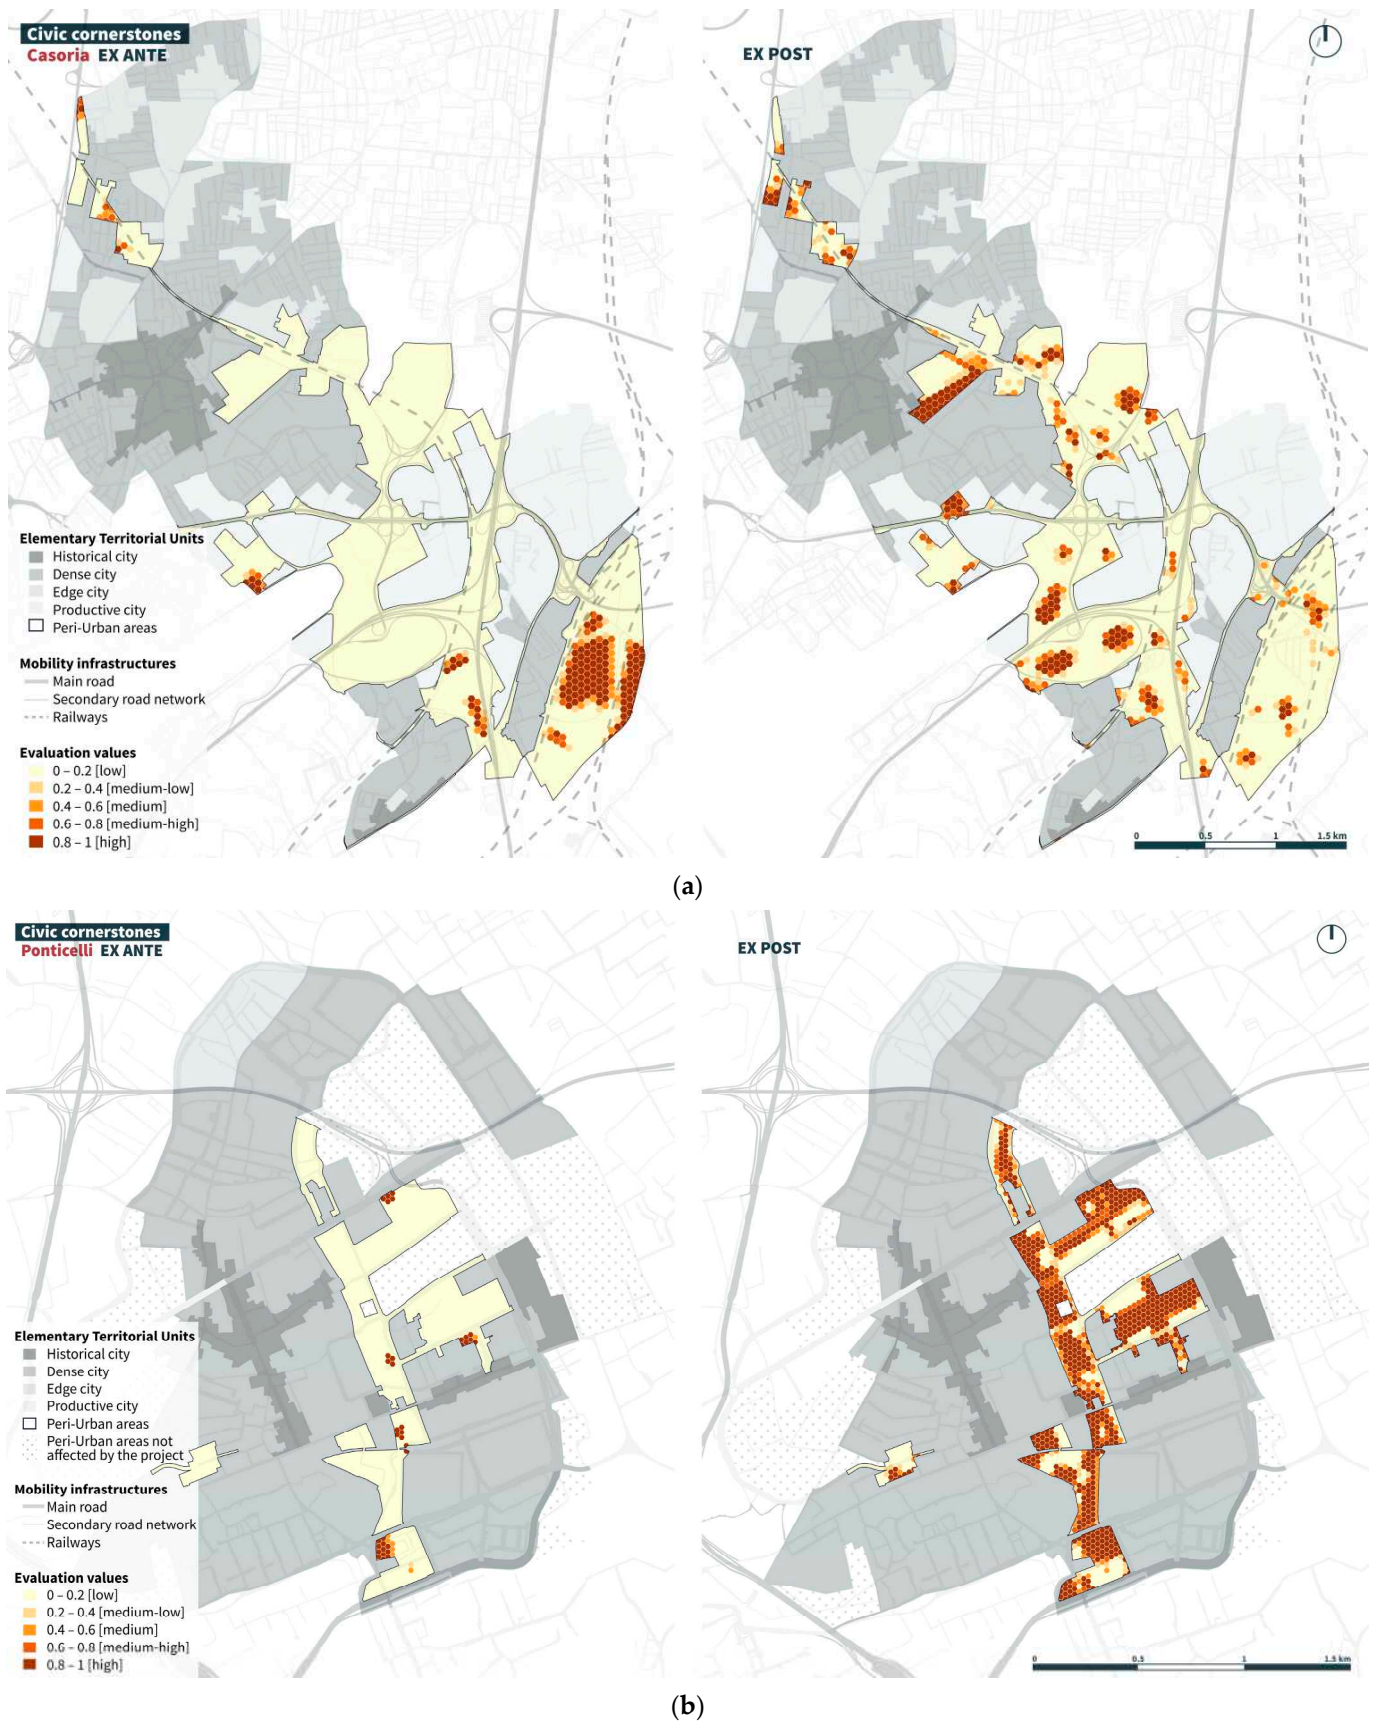 Civic cornerstones
Casoria EX ANTE
EX POST
Elementary Territorial Units
Historical city
Dense city
Edge city
Productive city
Peri-Urban areas
Mobility infrastructures
Main road
Secondary road network
Railways
Evaluation values
0 – 0.2 [low]
0.2 – 0.4 [medium-low]
0.4 – 0.6 [medium]
0.6 – 0.8 [medium-high]
0.8 – 1 [high]
0 0.5 1 1.5 km
(a)
Civic cornerstones
Ponticelli EX ANTE
EX POST
Elementary Territorial Units
Historical city
Dense city
Edge city
Productive city
Peri-Urban areas
Peri-Urban areas not
affected by the project
Mobility infrastructures
Main road
Secondary road network
Railways
Evaluation values
0 – 0.2 [low]
0.2 – 0.4 [medium-low]
0.4 – 0.6 [medium]
0.6 – 0.8 [medium-high]
0.8 – 1 [high]
0 0.5 1 1.5 km
(b)